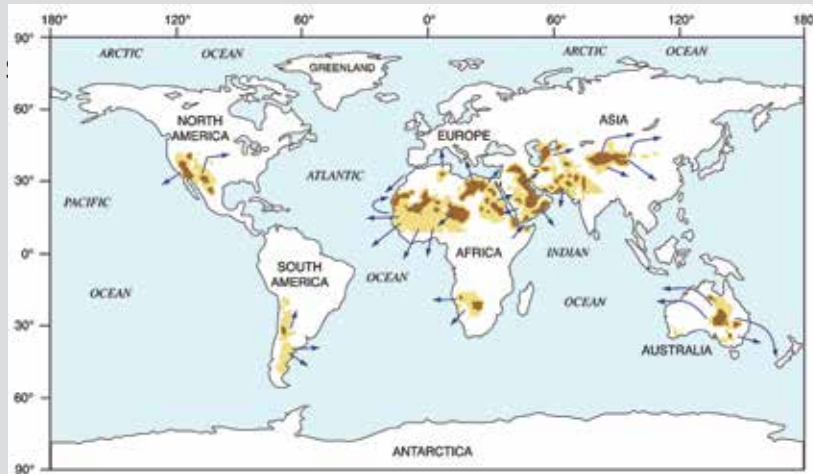 180° 120° 60° 0° 60° 120° 180
90°
ARCTIC OCEAN ARCTIC OCEAN
GREENLAND
60°
NORTH AMERICA
EUROPE
ASIA
30°
ATLANTIC
PACIFIC
0°
AFRICA
INDIAN
SOUTH AMERICA
OCEAN
OCEAN
OCEAN
30°
AUSTRALIA
60°
ANTARCTICA
90°